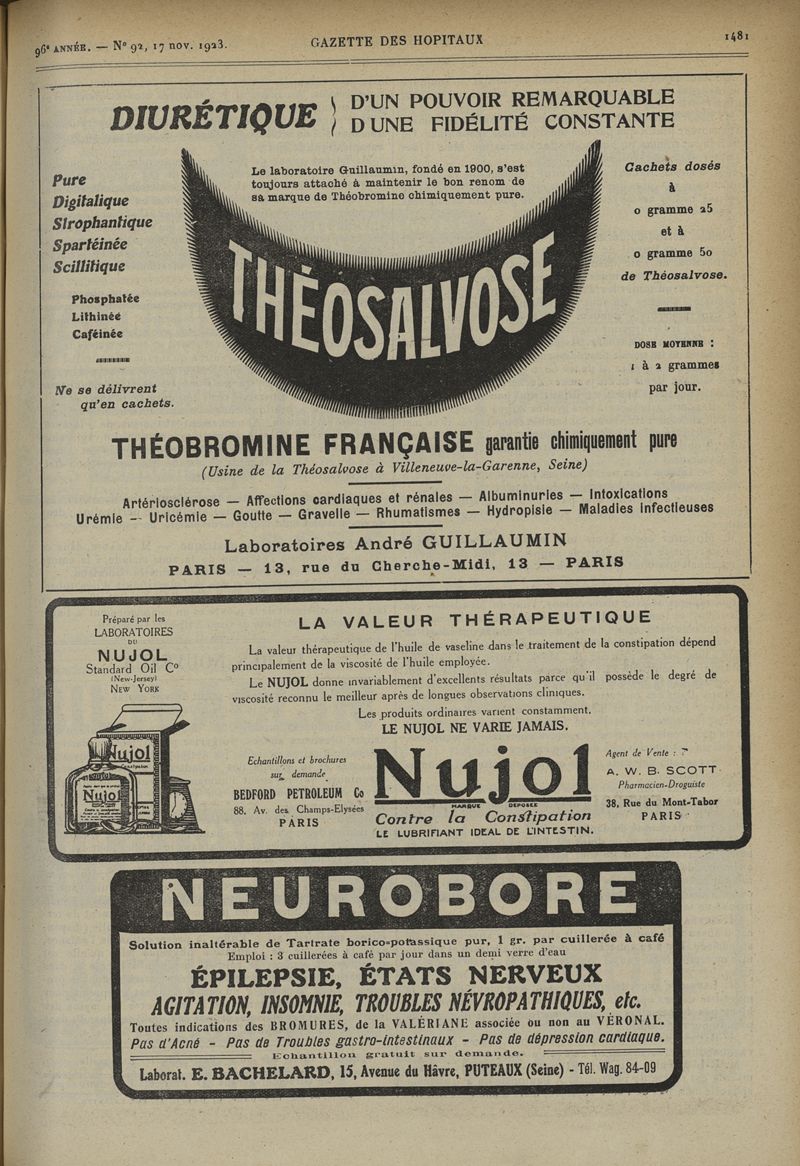 96e ANNÉE. — N° 92, 17 nov. 1923.
GAZETTE DES HOPITAUX
1481
DIURÉTIQUE
D'UN POUVOIR REMARQUABLE
D UNE FIDÉLITÉ CONSTANTE
Pure
Digitalique
Strophantique
Spartéinée
Scillitique
Phosphatée
Lithinée
Caféinée
Ne se délivrent
qu'en cachets.
Le laboratoire Guillaumin, fondé en 1900, s'est
toujours attaché à maintenir le bon renom de
sa marque de Théobromine chimiquement pure.
THÉOSALVOSE
Cachets dosés
à
0 gramme 25
et à
0 gramme 50
de Théosalvose.
DOSE MOYENNE :
1 à 2 grammes
par jour.
THÉOBROMINE FRANÇAISE garantie chimiquement pure
(Usine de la Théosalvose à Villeneuve-la-Garenne, Seine)
Artériosclérose — Affections cardiaques et rénales — Albuminuries — Intoxications
Urémie — Uricémie — Goutte — Gravelle — Rhumatismes — Hydropisie — Maladies Infectieuses
Laboratoires André GUILLAUMIN
PARIS — 13, rue du Cherche-Midi, 13 — PARIS
Préparé par les
LABORATOIRES
DU
NUJOL
Standard Oil Co
(New-Jersey)
NEW YORK
Nujol
Nujol
LA VALEUR THÉRAPEUTIQUE
La valeur thérapeutique de l'huile de vaseline dans le traitement de la constipation dépend
principalement de la viscosité de l'huile employée.
Le NUJOL donne invariablement d'excellents résultats parce qu'il possède le degré de
viscosité reconnu le meilleur après de longues observations cliniques.
Les produits ordinaires varient constamment.
LE NUJOL NE VARIE JAMAIS.
Echantillons et brochures
sur demande
BEDFORD PETROLEUM Co
88, Av. des Champs-Elysées
PARIS
Nujol
MARQUE DÉPOSÉE
Contre la Constipation
LE LUBRIFIANT IDEAL DE L'INTESTIN.
Agent de Vente :
A. W. B. SCOTT
Pharmacien-Droguiste
38, Rue du Mont-Tabor
PARIS
NEUROBORE
Solution inaltérable de Tartrate borico-potassique pur, 1 gr. par cuillerée à café
Emploi : 3 cuillerées à café par jour dans un demi verre d'eau
ÉPILEPSIE, ÉTATS NERVEUX
AGITATION, INSOMNIE, TROUBLES NÉVROPATHIQUES, etc.
Toutes indications des BROMURES, de la VALÉRIANE associée ou non au VÉRONAL.
Pas d'Acné - Pas de Troubles gastro-intestinaux - Pas de dépression cardiaque.
Echantillon gratuit sur demande.
Laborat. E. BACHELARD, 15, Avenue du Hâvre, PUTEAUX (Seine) - Tél. Wag. 84-09